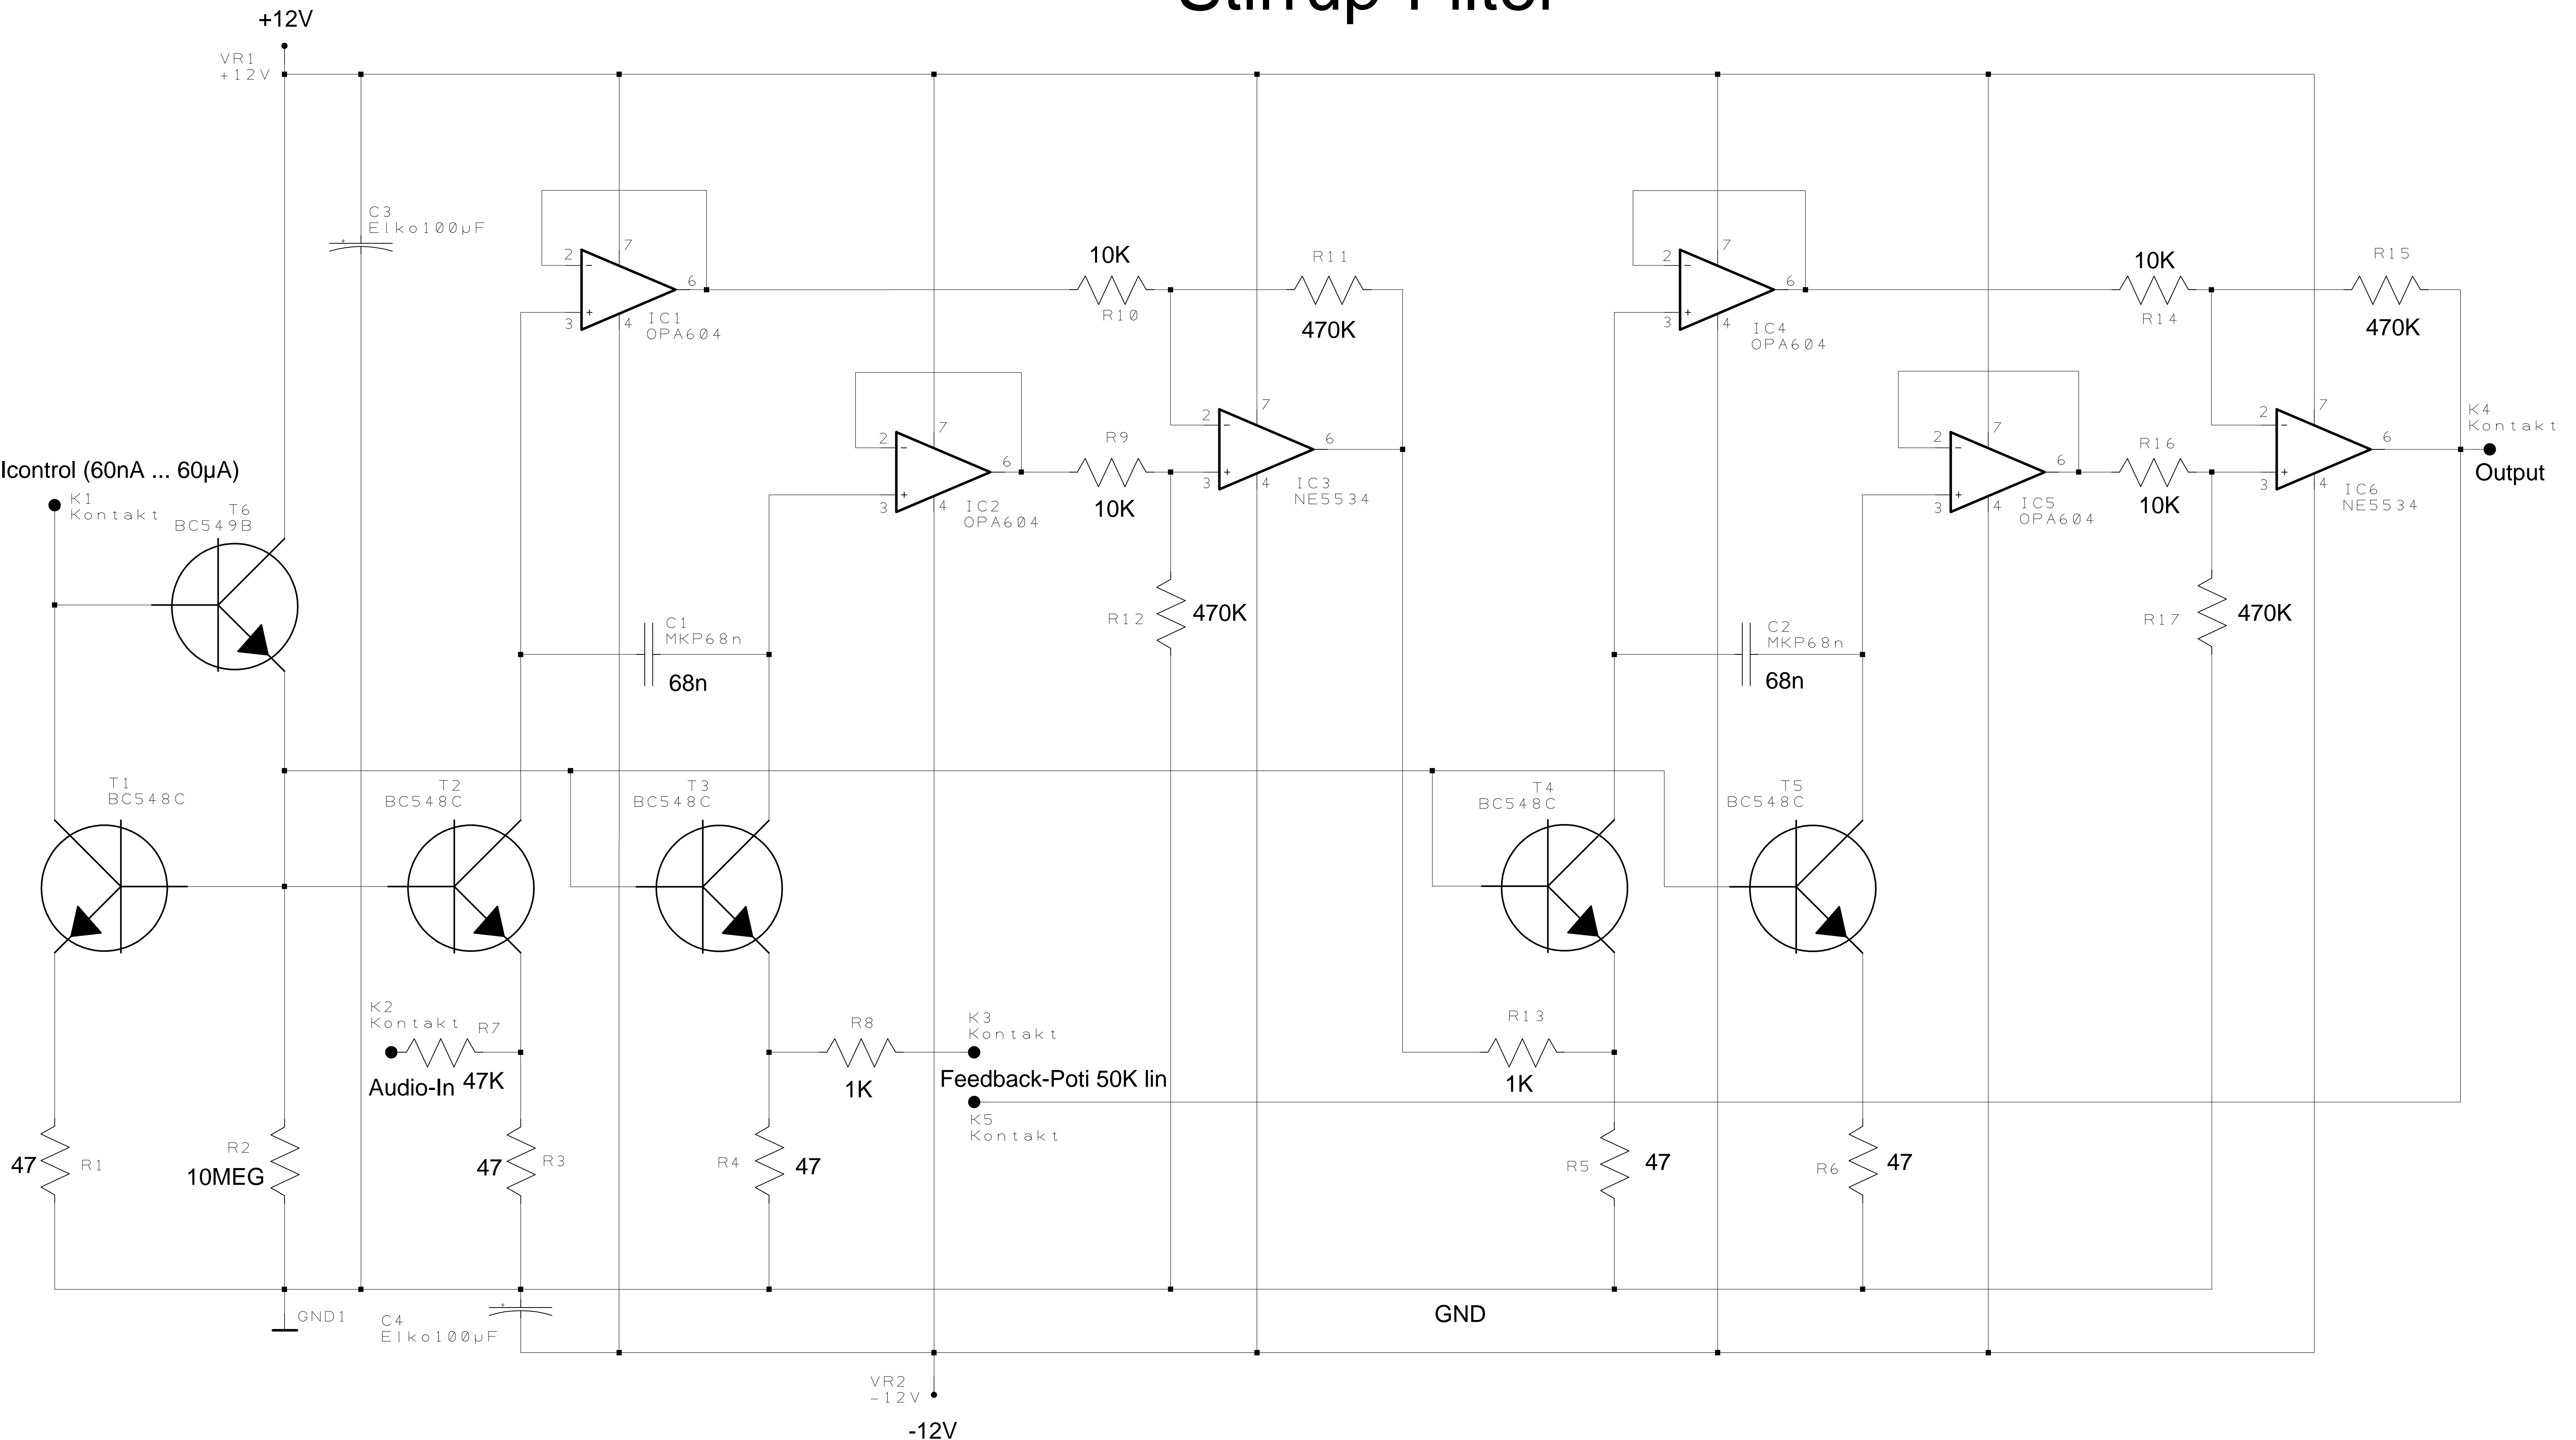 Stirrup-Filter
+12V
VR1
+12V
C3
Elko100µF
2
7
6
3
4
IC1
OPA604
10K
R10
R11
470K
2
7
6
3
4
IC4
OPA604
10K
R14
R15
470K
2
7
6
3
4
IC2
OPA604
R9
10K
2
7
6
3
4
IC3
NE5534
2
7
6
3
4
IC5
OPA604
R16
10K
2
7
6
3
4
IC6
NE5534
K4
Kontakt
Output
Icontrol (60nA ... 60µA)
K1
Kontakt
T6
BC549B
C1
MKP68n
68n
R12
470K
C2
MKP68n
68n
R17
470K
T1
BC548C
T2
BC548C
T3
BC548C
T4
BC548C
T5
BC548C
K2
Kontakt
R7
Audio-In
47K
R8
1K
K3
Kontakt
Feedback-Poti 50K lin
K5
Kontakt
R13
1K
47
R1
R2
10MEG
47
R3
R4
47
R5
47
R6
47
GND1
C4
Elko100µF
GND
VR2
-12V
-12V